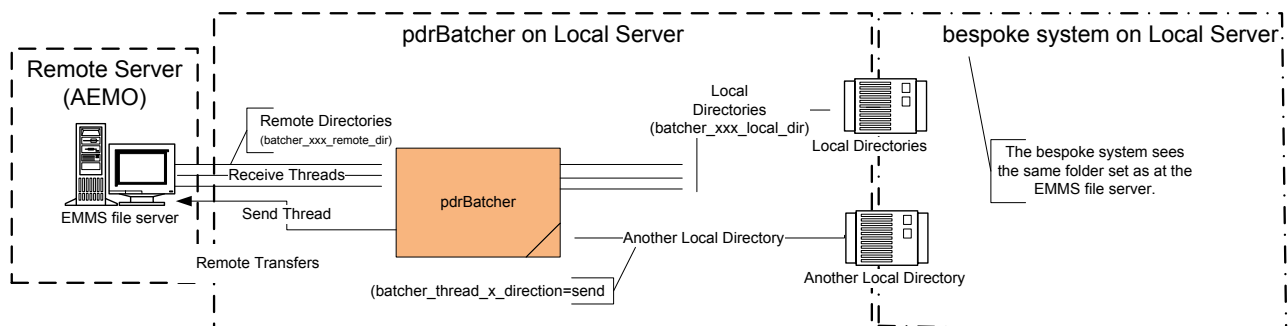 pdrBatcher on Local Server
bespoke system on Local Server
Remote Server
(AEMO)
EMMS file server
Remote Directories
(batcher_xxx_remote_dir)
Receive Threads
Send Thread
Remote Transfers
pdrBatcher
Local
Directories
(batcher_xxx_local_dir)
Local Directories
Another Local Directory
(batcher_thread_x_direction=send
Another Local Directory
The bespoke system sees
the same folder set as at the
EMMS file server.